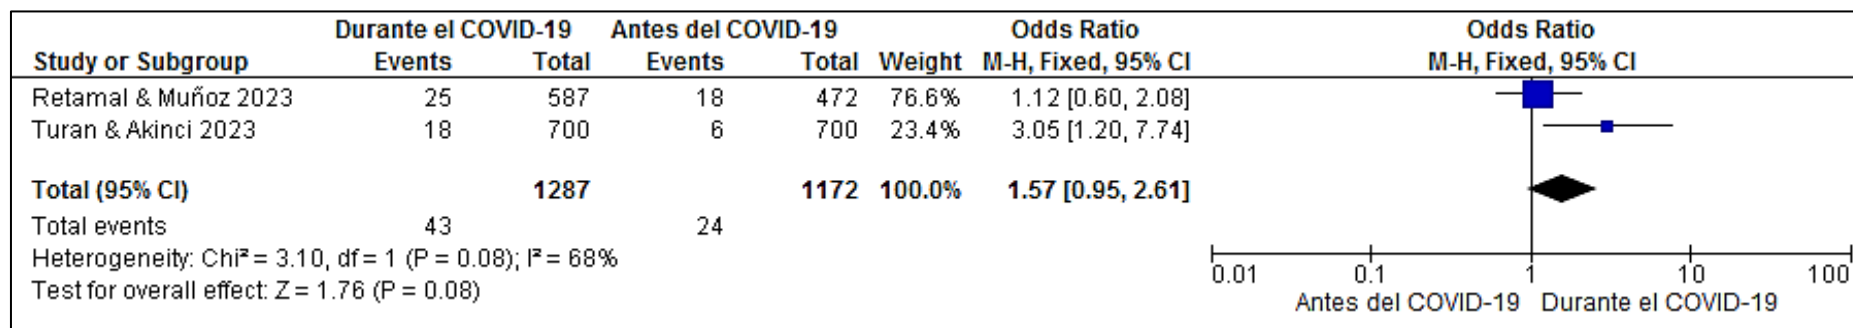 Durante el COVID-19 Antes del COVID-19 Odds Ratio Odds Ratio
Study or Subgroup Events Total Events Total Weight M-H, Fixed, 95% CI M-H, Fixed, 95% CI
Retamal & Muñoz 2023 25 587 18 472 76.6% 1.12 [0.60, 2.08]
Turan & Akinci 2023 18 700 6 700 23.4% 3.05 [1.20, 7.74]
Total (95% CI) 1287 1172 100.0% 1.57 [0.95, 2.61]
Total events 43 24
Heterogeneity: Chi² = 3.10, df = 1 (P = 0.08); I² = 68%
Test for overall effect: Z = 1.76 (P = 0.08)
0.01 0.1 1 10 100
Antes del COVID-19 Durante el COVID-19